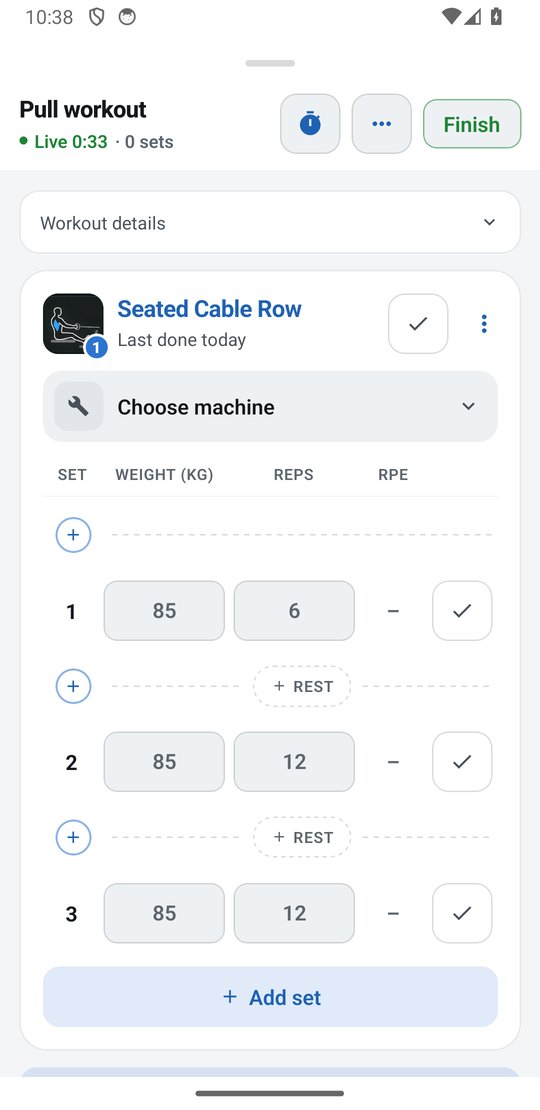 10:38
Pull workout
Live 0:33 · 0 sets
Finish
Workout details
Seated Cable Row
1
Last done today
Choose machine
SET WEIGHT (KG) REPS RPE
+
1 85 6 –
+ + REST
2 85 12 –
+ + REST
3 85 12 –
+ Add set